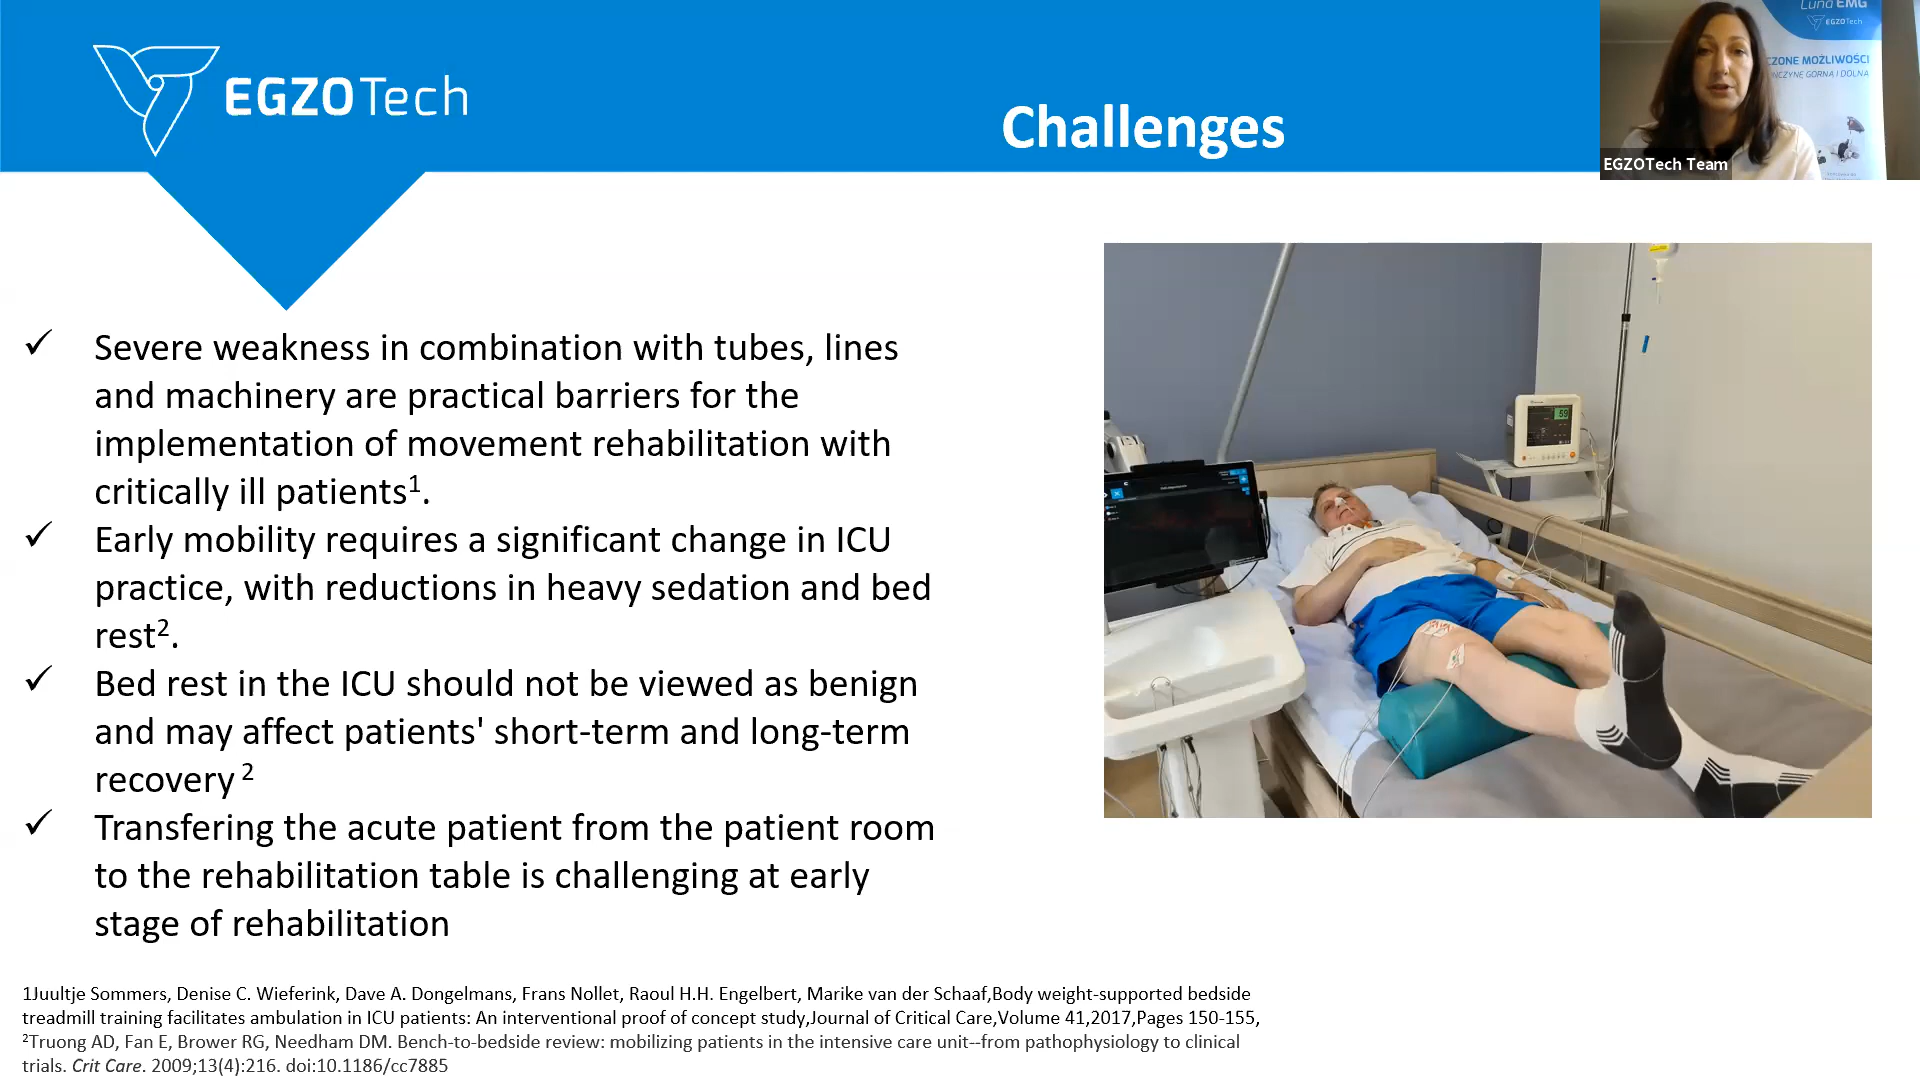 EGZOTech
Challenges
Luna EMG
EGZOTech
CZONE MOŻLIWOŚCI
EGZOTech Team
✓ Severe weakness in combination with tubes, lines
and machinery are practical barriers for the
implementation of movement rehabilitation with
critically ill patients¹.
✓ Early mobility requires a significant change in ICU
practice, with reductions in heavy sedation and bed
rest².
✓ Bed rest in the ICU should not be viewed as benign
and may affect patients' short-term and long-term
recovery ²
✓ Transfering the acute patient from the patient room
to the rehabilitation table is challenging at early
stage of rehabilitation
59
1Juultje Sommers, Denise C. Wieferink, Dave A. Dongelmans, Frans Nollet, Raoul H.H. Engelbert, Marike van der Schaaf,Body weight-supported bedside
treadmill training facilitates ambulation in ICU patients: An interventional proof of concept study,Journal of Critical Care,Volume 41,2017,Pages 150-155,
²Truong AD, Fan E, Brower RG, Needham DM. Bench-to-bedside review: mobilizing patients in the intensive care unit--from pathophysiology to clinical
trials. Crit Care. 2009;13(4):216. doi:10.1186/cc7885